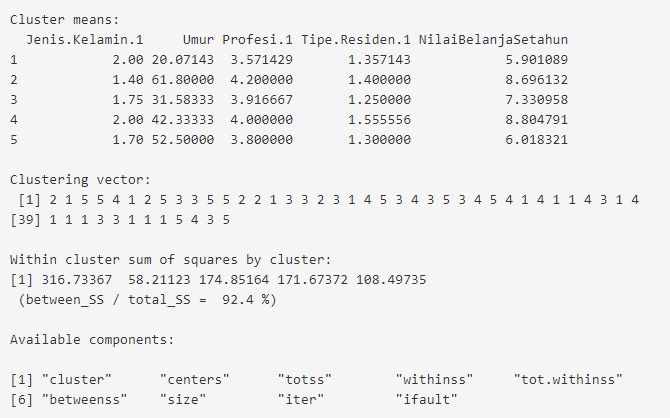 Cluster means:
Jenis.Kelamin.1 Umur Profesi.1 Tipe.Residen.1 NilaiBelanjaSetahun
1 2.00 20.07143 3.571429 1.357143 5.901089
2 1.40 61.80000 4.200000 1.400000 8.696132
3 1.75 31.58333 3.916667 1.250000 7.330958
4 2.00 42.33333 4.000000 1.555556 8.804791
5 1.70 52.50000 3.800000 1.300000 6.018321
Clustering vector:
[1] 2 1 5 5 4 1 2 5 3 3 5 5 2 2 1 3 3 2 3 1 4 5 3 4 3 5 3 4 5 4 1 4 1 1 4 3 1 4
[39] 1 1 1 3 3 1 1 1 5 4 3 5
Within cluster sum of squares by cluster:
[1] 316.73367 58.21123 174.85164 171.67372 108.49735
(between_SS / total_SS = 92.4 %)
Available components:
[1] "cluster" "centers" "totss" "withinss" "tot.withinss"
[6] "betweenss" "size" "iter" "ifault"